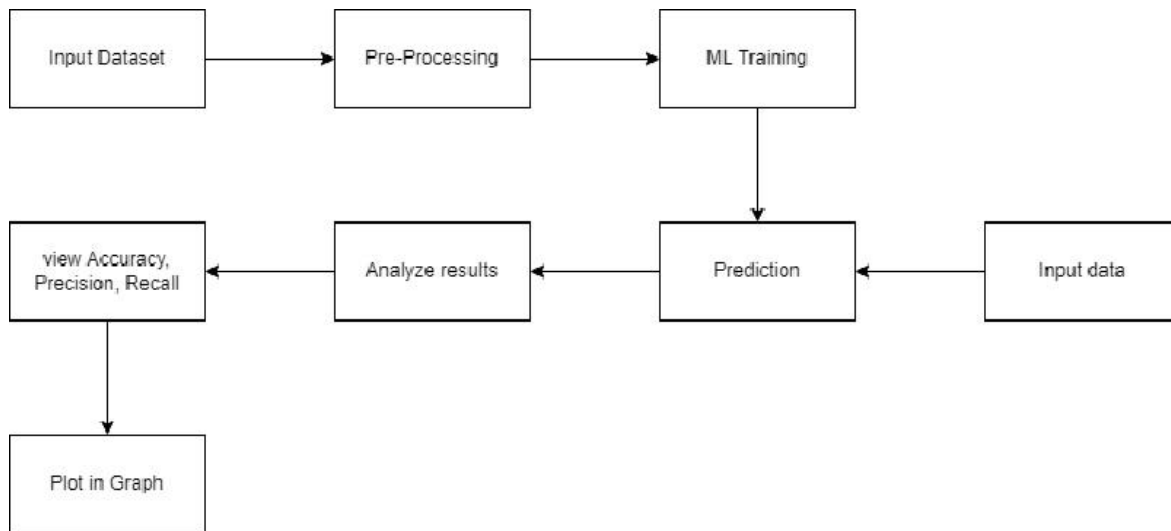 Input Dataset
Pre-Processing
ML Training
view Accuracy,
Precision, Recall
Analyze results
Prediction
Input data
Plot in Graph